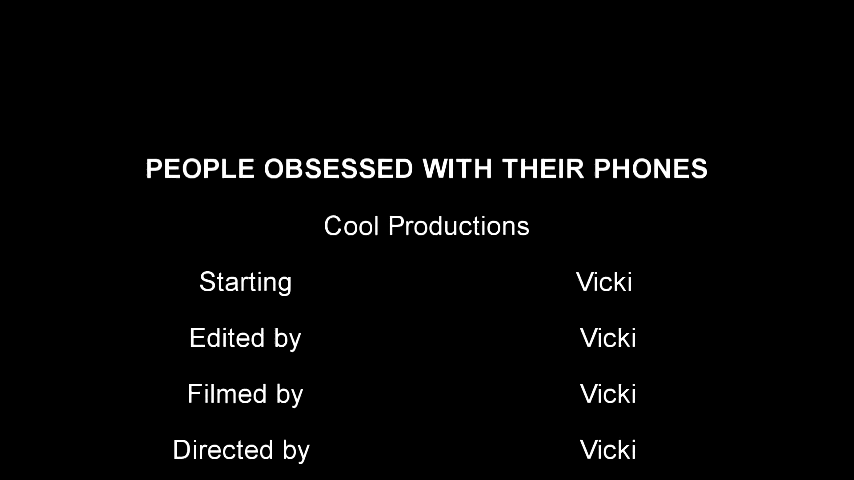 PEOPLE OBSESSED WITH THEIR PHONES
Cool Productions
Starting Vicki
Edited by Vicki
Filmed by Vicki
Directed by Vicki